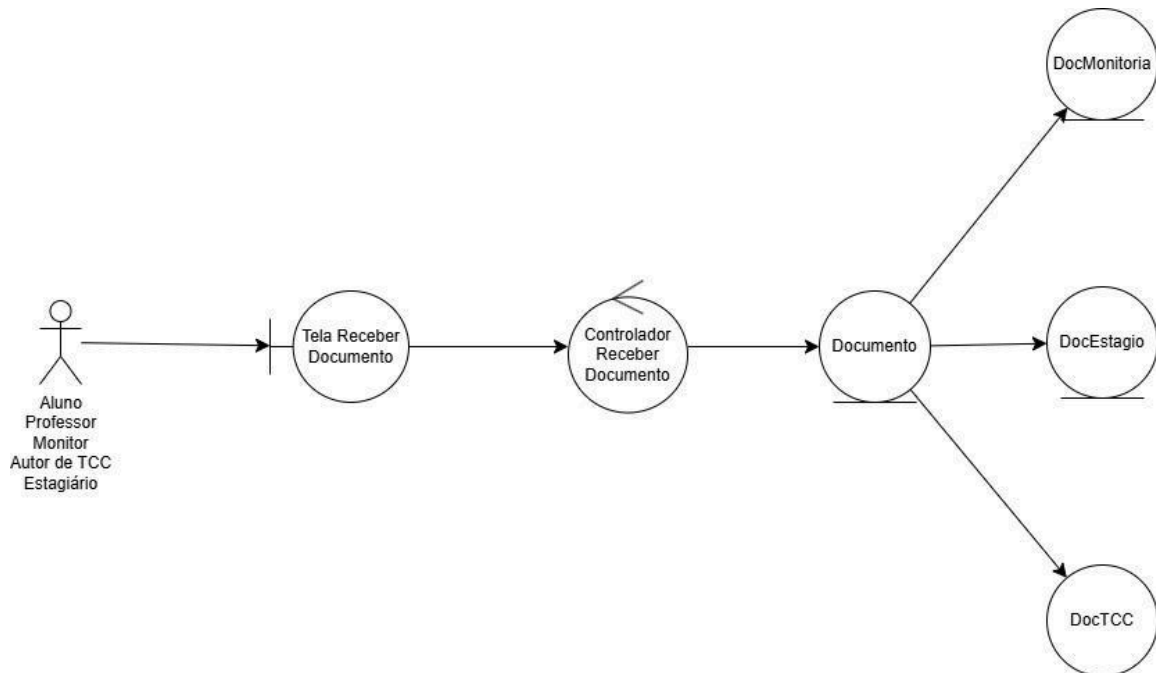 DocMonitoria
Tela Receber
Documento
Controlador
Receber
Documento
Documento
DocEstagio
Aluno
Professor
Monitor
Autor de TCC
Estagiário
DocTCC